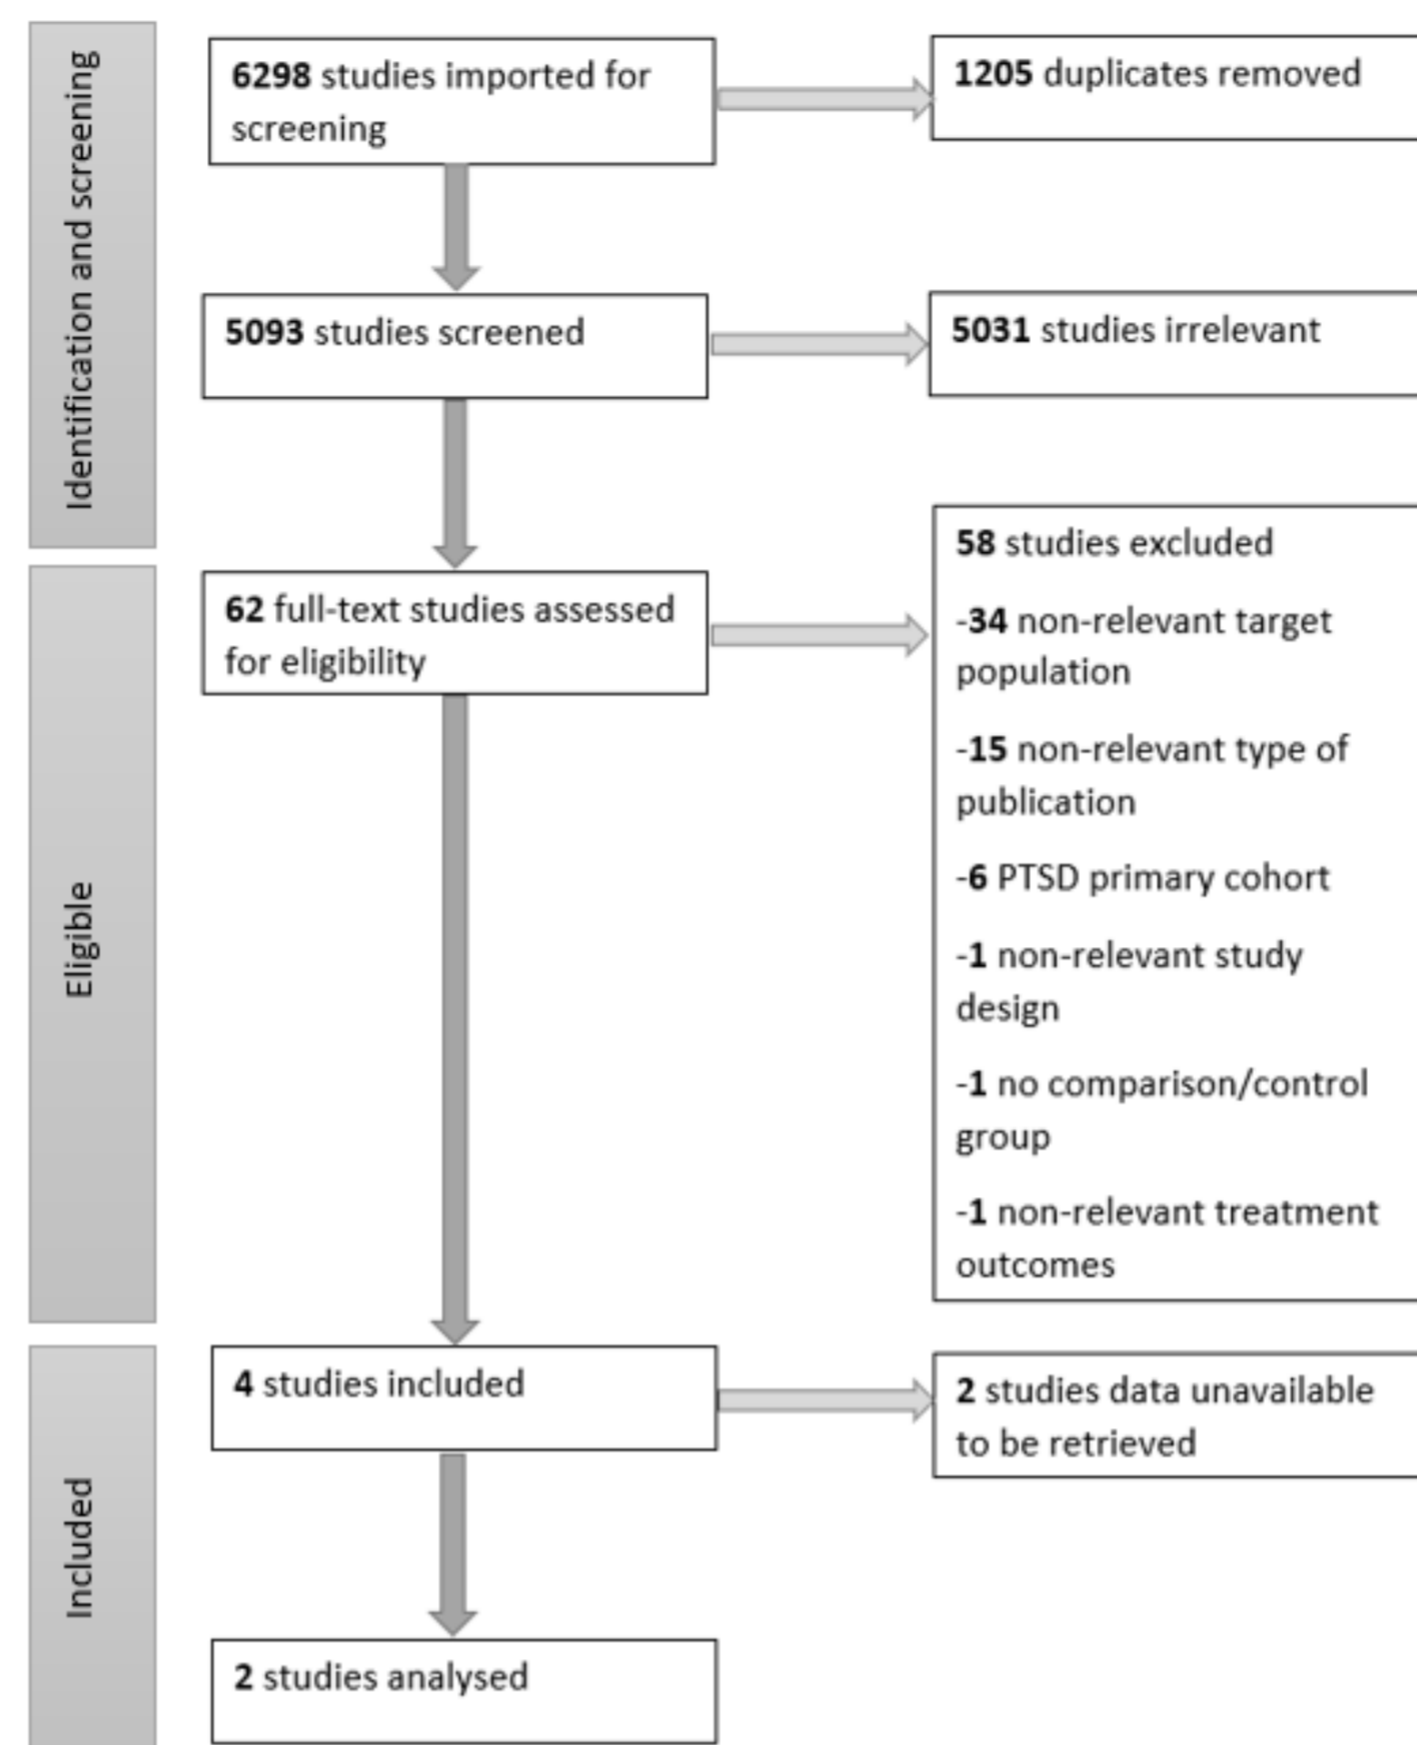 Identification and screening
6298 studies imported for
screening
1205 duplicates removed
5093 studies screened
5031 studies irrelevant
Eligible
62 full-text studies assessed
for eligibility
58 studies excluded
-34 non-relevant target
population
-15 non-relevant type of
publication
-6 PTSD primary cohort
-1 non-relevant study
design
-1 no comparison/control
group
-1 non-relevant treatment
outcomes
Included
4 studies included
2 studies data unavailable
to be retrieved
2 studies analysed